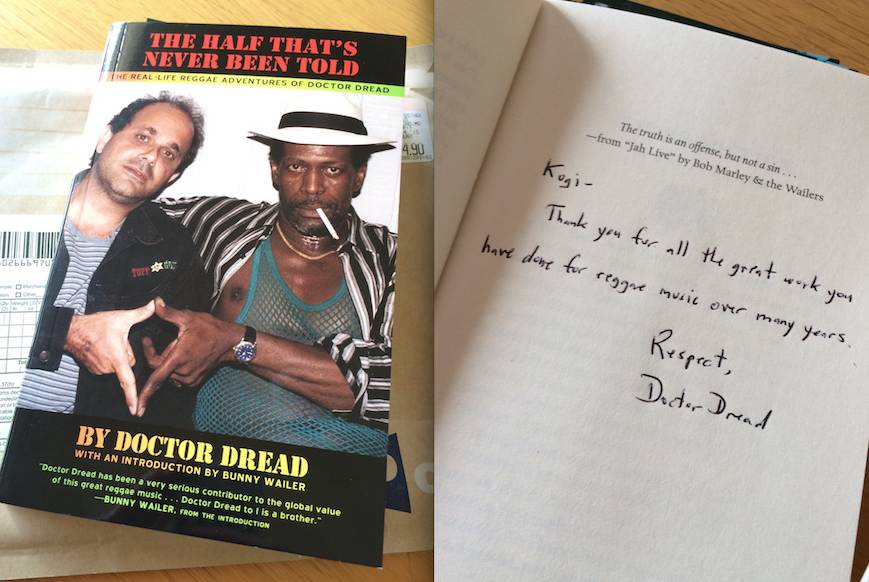 THE HALF THAT'S
NEVER BEEN TOLD
THE REAL-LIFE REGGAE ADVENTURES OF DOCTOR DREAD
BY DOCTOR DREAD
WITH AN INTRODUCTION BY BUNNY WAILER
"Doctor Dread has been a very serious contributor to the global value
of this great reggae music . . . Doctor Dread to I is a brother."
—BUNNY WAILER, FROM THE INTRODUCTION
4.90
The truth is an offense, but not a sin . . .
—from "Jah Live" by Bob Marley & the Wailers
Kogi-
Thank you for all the great work you
have done for reggae music over many years.
Respect,
Doctor Dread